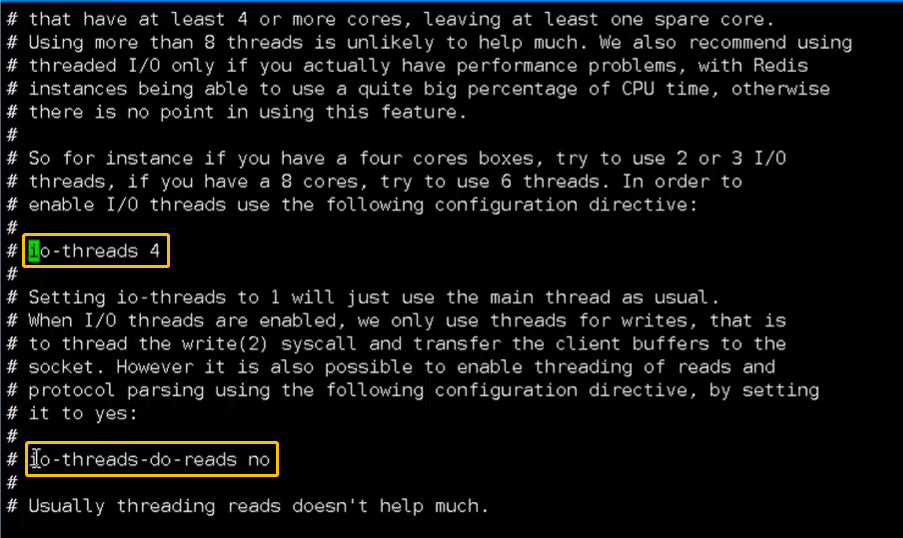 # that have at least 4 or more cores, leaving at least one spare core.
# Using more than 8 threads is unlikely to help much. We also recommend using
# threaded I/O only if you actually have performance problems, with Redis
# instances being able to use a quite big percentage of CPU time, otherwise
# there is no point in using this feature.
#
# So for instance if you have a four cores boxes, try to use 2 or 3 I/O
# threads, if you have a 8 cores, try to use 6 threads. In order to
# enable I/O threads use the following configuration directive:
#
# io-threads 4
#
# Setting io-threads to 1 will just use the main thread as usual.
# When I/O threads are enabled, we only use threads for writes, that is
# to thread the write(2) syscall and transfer the client buffers to the
# socket. However it is also possible to enable threading of reads and
# protocol parsing using the following configuration directive, by setting
# it to yes:
#
# io-threads-do-reads no
#
# Usually threading reads doesn't help much.